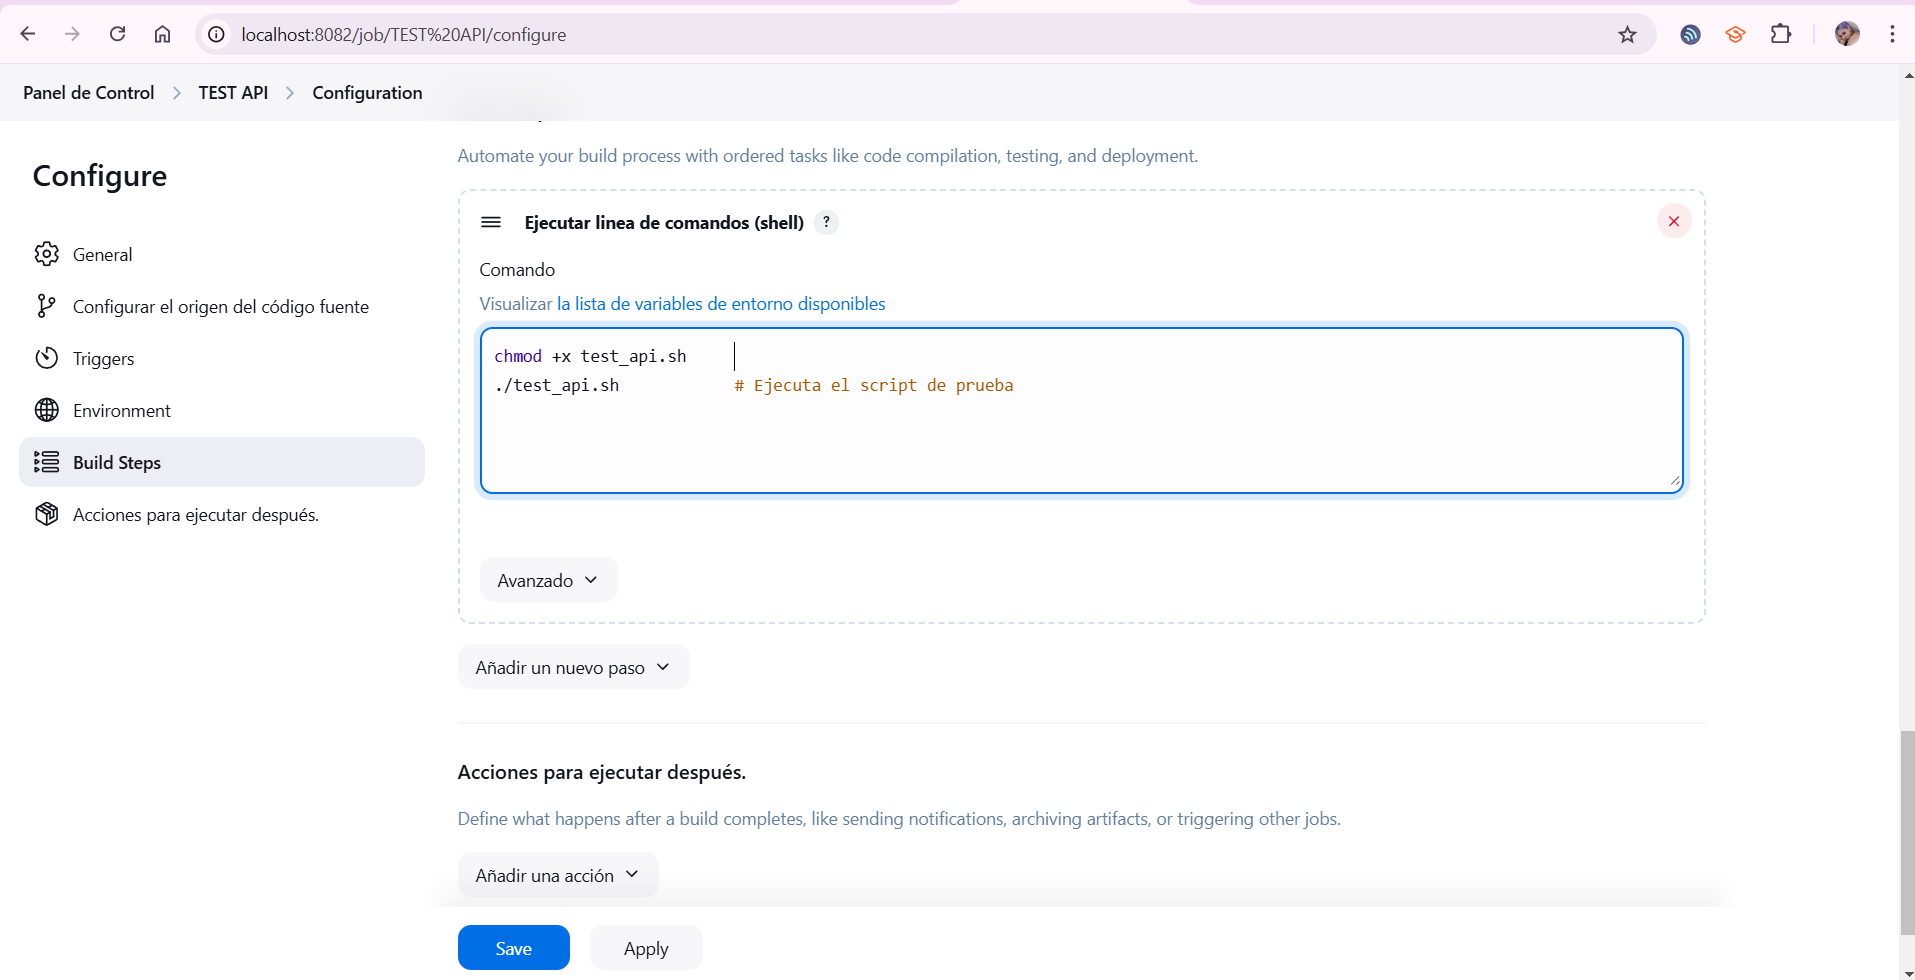 localhost:8082/job/TEST%20API/configure
Panel de Control > TEST API > Configuration
Configure
General
Configurar el origen del código fuente
Triggers
Environment
Build Steps
Acciones para ejecutar después.
Automate your build process with ordered tasks like code compilation, testing, and deployment.
Ejecutar linea de comandos (shell) ?
Comando
Visualizar la lista de variables de entorno disponibles
chmod +x test_api.sh
./test_api.sh # Ejecuta el script de prueba
Avanzado
Añadir un nuevo paso
Acciones para ejecutar después.
Define what happens after a build completes, like sending notifications, archiving artifacts, or triggering other jobs.
Añadir una acción
Save Apply